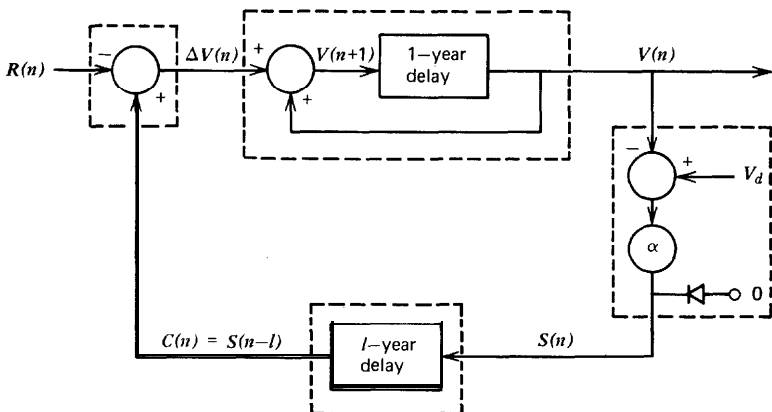 R(n)
−
+
ΔV(n)
+
+
V(n+1)
1–year
delay
V(n)
−
+
V_d
α
0
S(n)
l–year
delay
C(n) = S(n–l)